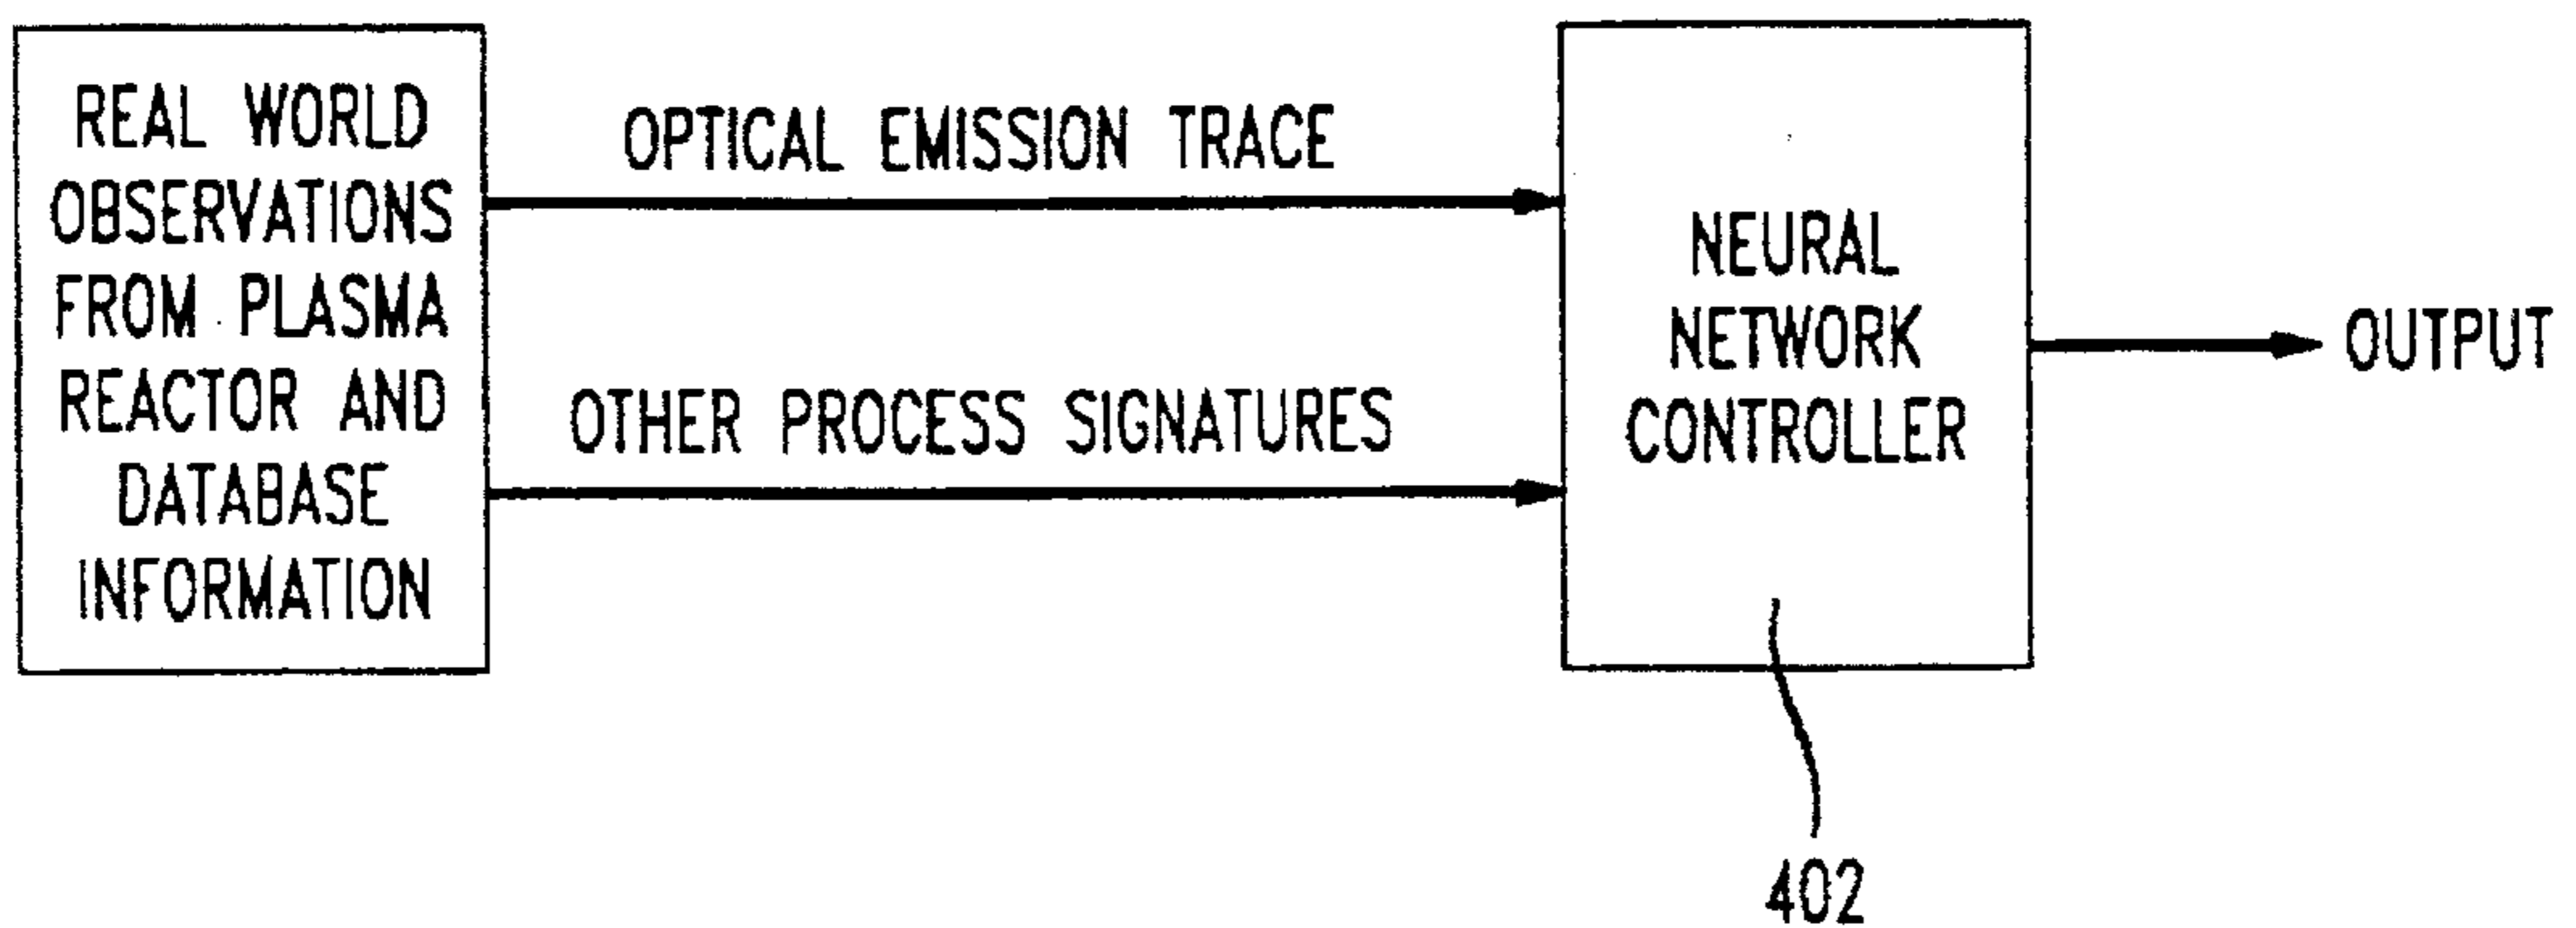 REAL WORLD
OBSERVATIONS
FROM PLASMA
REACTOR AND
DATABASE
INFORMATION
OPTICAL EMISSION TRACE
OTHER PROCESS SIGNATURES
NEURAL
NETWORK
CONTROLLER
OUTPUT
402